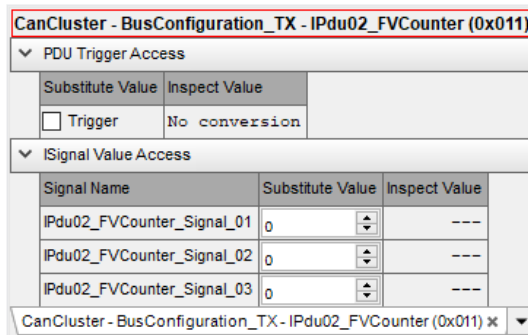 CanCluster - BusConfiguration_TX - IPdu02_FVCounter (0x011)
PDU Trigger Access
Substitute Value Inspect Value
Trigger No conversion
ISignal Value Access
Signal Name Substitute Value Inspect Value
IPdu02_FVCounter_Signal_01 0 ---
IPdu02_FVCounter_Signal_02 0 ---
IPdu02_FVCounter_Signal_03 0 ---
CanCluster - BusConfiguration_TX - IPdu02_FVCounter (0x011)